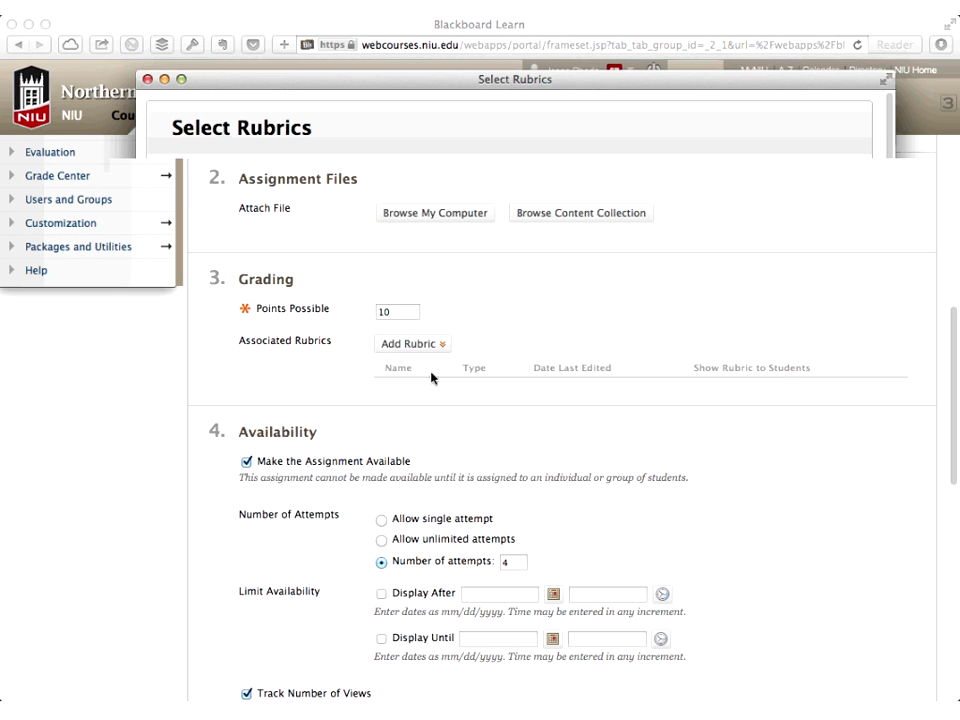 Blackboard Learn
https webcourses.niu.edu/webapps/portal/frameset.jsp?tab_tab_group_id=_2_1&url=%2Fwebapps%2Fbl
Reader
Select Rubrics
NIU Home
Northern
NIU
NIU
Cou
3
Select Rubrics
Evaluation
Grade Center
Users and Groups
Customization
Packages and Utilities
Help
2. Assignment Files
Attach File
Browse My Computer
Browse Content Collection
3. Grading
Points Possible
10
Associated Rubrics
Add Rubric
Name Type Date Last Edited Show Rubric to Students
4. Availability
Make the Assignment Available
This assignment cannot be made available until it is assigned to an individual or group of students.
Number of Attempts
Allow single attempt
Allow unlimited attempts
Number of attempts: 4
Limit Availability
Display After
Enter dates as mm/dd/yyyy. Time may be entered in any increment.
Display Until
Enter dates as mm/dd/yyyy. Time may be entered in any increment.
Track Number of Views